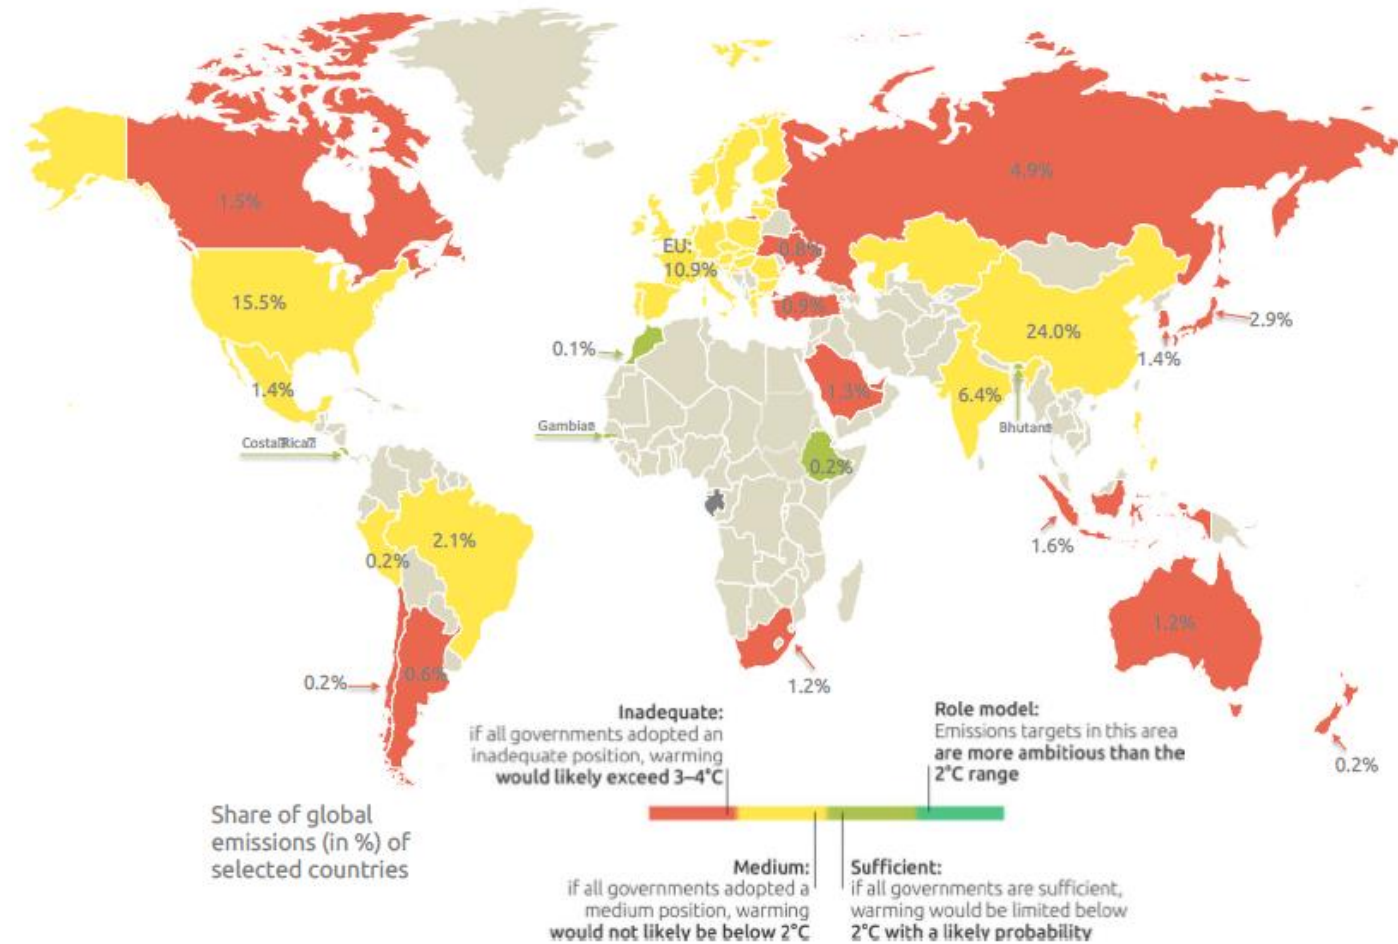 4.9%
1.5%
EU:
10.9%
0.8%
15.5%
0.9%
24.0%
2.9%
0.1%
1.4%
1.4%
1.3%
6.4%
Gambia
Bhutan
Costa Rica
0.2%
2.1%
0.2%
1.6%
1.2%
0.6%
0.2%
1.2%
0.2%
Inadequate:
if all governments adopted an
inadequate position, warming
would likely exceed 3–4°C
Role model:
Emissions targets in this area
are more ambitious than the
2°C range
Share of global
emissions (in %) of
selected countries
Medium:
if all governments adopted a
medium position, warming
would not likely be below 2°C
Sufficient:
if all governments are sufficient,
warming would be limited below
2°C with a likely probability